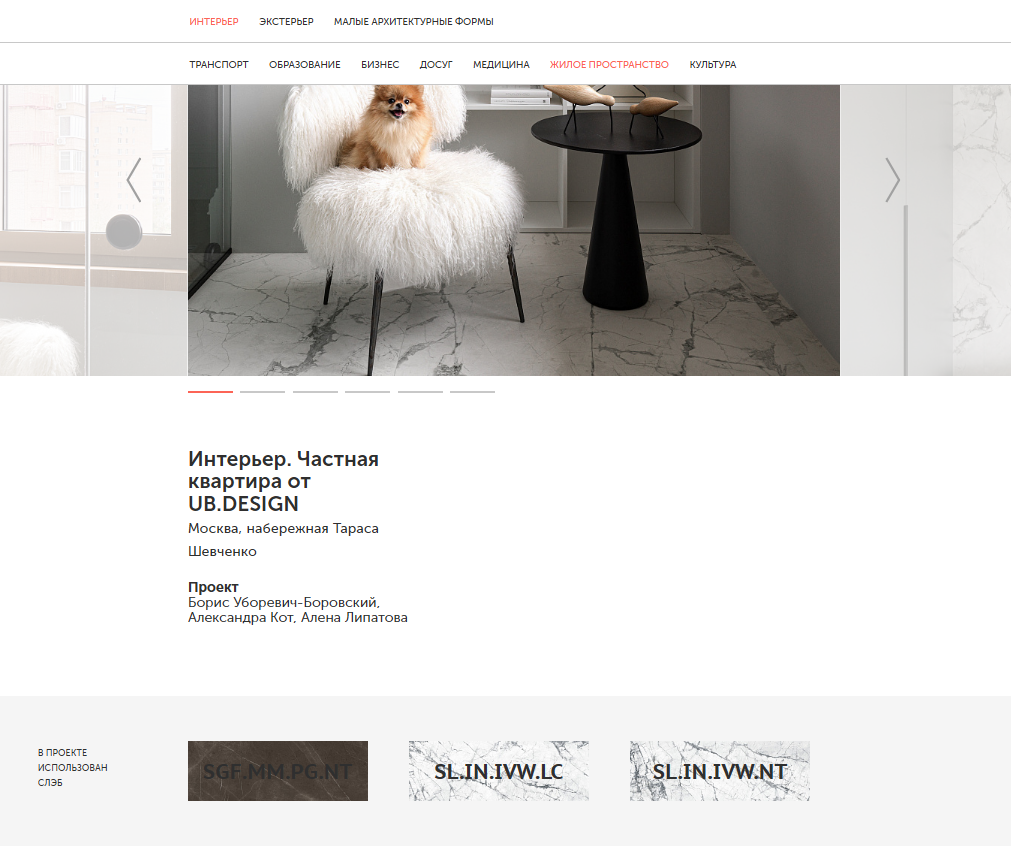 ИНТЕРЬЕР ЭКСТЕРЬЕР МАЛЫЕ АРХИТЕКТУРНЫЕ ФОРМЫ
ТРАНСПОРТ ОБРАЗОВАНИЕ БИЗНЕС ДОСУГ МЕДИЦИНА ЖИЛОЕ ПРОСТРАНСТВО КУЛЬТУРА
Интерьер. Частная
квартира от
UB.DESIGN
Москва, набережная Тараса
Шевченко
Проект
Борис Уборевич-Боровский,
Александра Кот, Алена Липатова
В ПРОЕКТЕ
ИСПОЛЬЗОВАН
СЛЭБ
SGF.MM.PG.NT
SL.IN.IVW.LC
SL.IN.IVW.NT